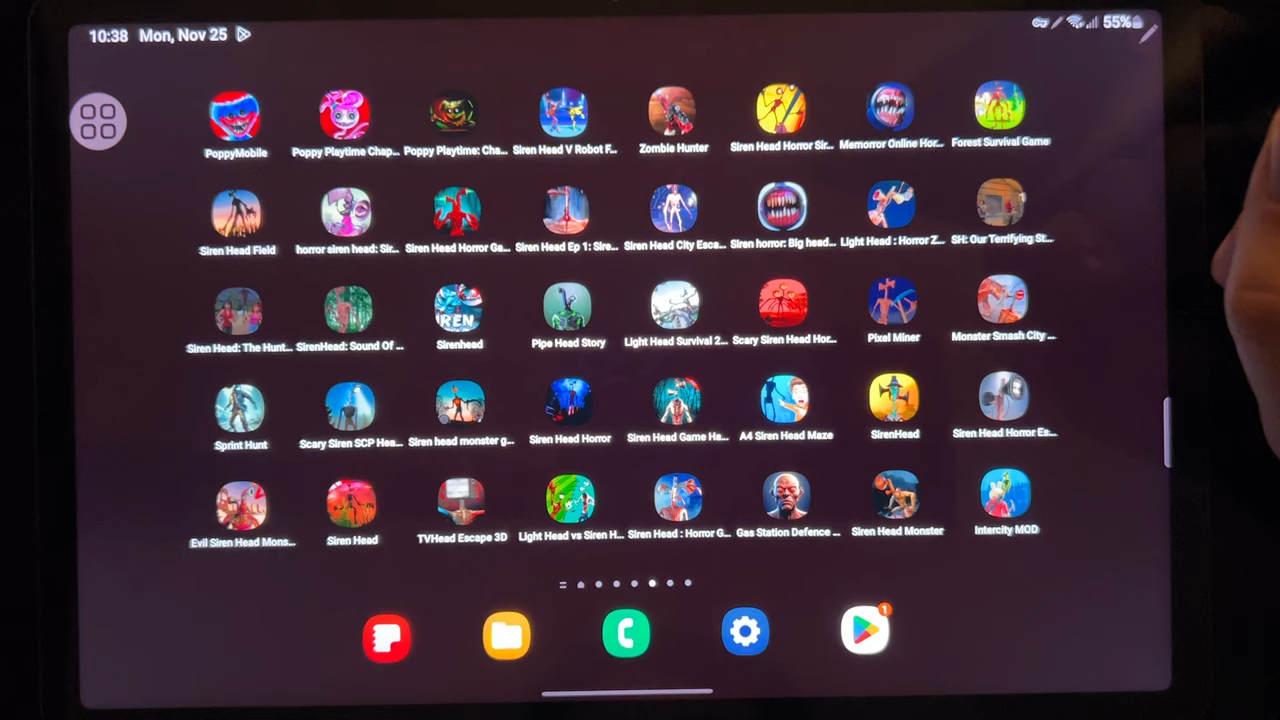 10:38 Mon, Nov 25
55%
PoppyMobile
Poppy Playtime Chap...
Poppy Playtime: Cha...
Siren Head V Robot F...
Zombie Hunter
Siren Head Horror Sir...
Memorror Online Hor...
Forest Survival Game
Siren Head Field
horror siren head: Sir...
Siren Head Horror Ga...
Siren Head Ep 1: Sire...
Siren Head City Esca...
Siren horror: Big head...
Light Head : Horror Z...
SH: Our Terrifying St...
Siren Head: The Hunt...
SirenHead: Sound Of ...
REN
Sirenhead
Pipe Head Story
Light Head Survival 2...
Scary Siren Head Hor...
Pixel Miner
Monster Smash City ...
Sprint Hunt
Scary Siren SCP Hea...
Siren head monster g...
Siren Head Horror
Siren Head Game Ha...
A4 Siren Head Maze
SirenHead
Siren Head Horror Es...
Evil Siren Head Mons...
Siren Head
TVHead Escape 3D
Light Head vs Siren H...
Siren Head : Horror G...
Gas Station Defence ...
Siren Head Monster
Intercity MOD
1